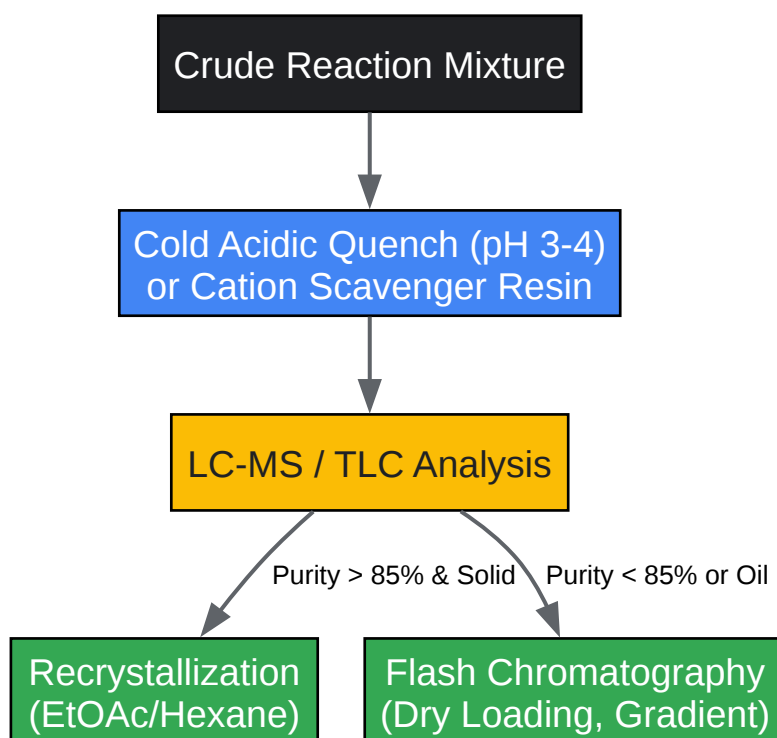 Crude Reaction Mixture
Cold Acidic Quench (pH 3-4)
or Cation Scavenger Resin
LC-MS / TLC Analysis
Purity > 85% & Solid
Purity < 85% or Oil
Recrystallization
(EtOAc/Hexane)
Flash Chromatography
(Dry Loading, Gradient)